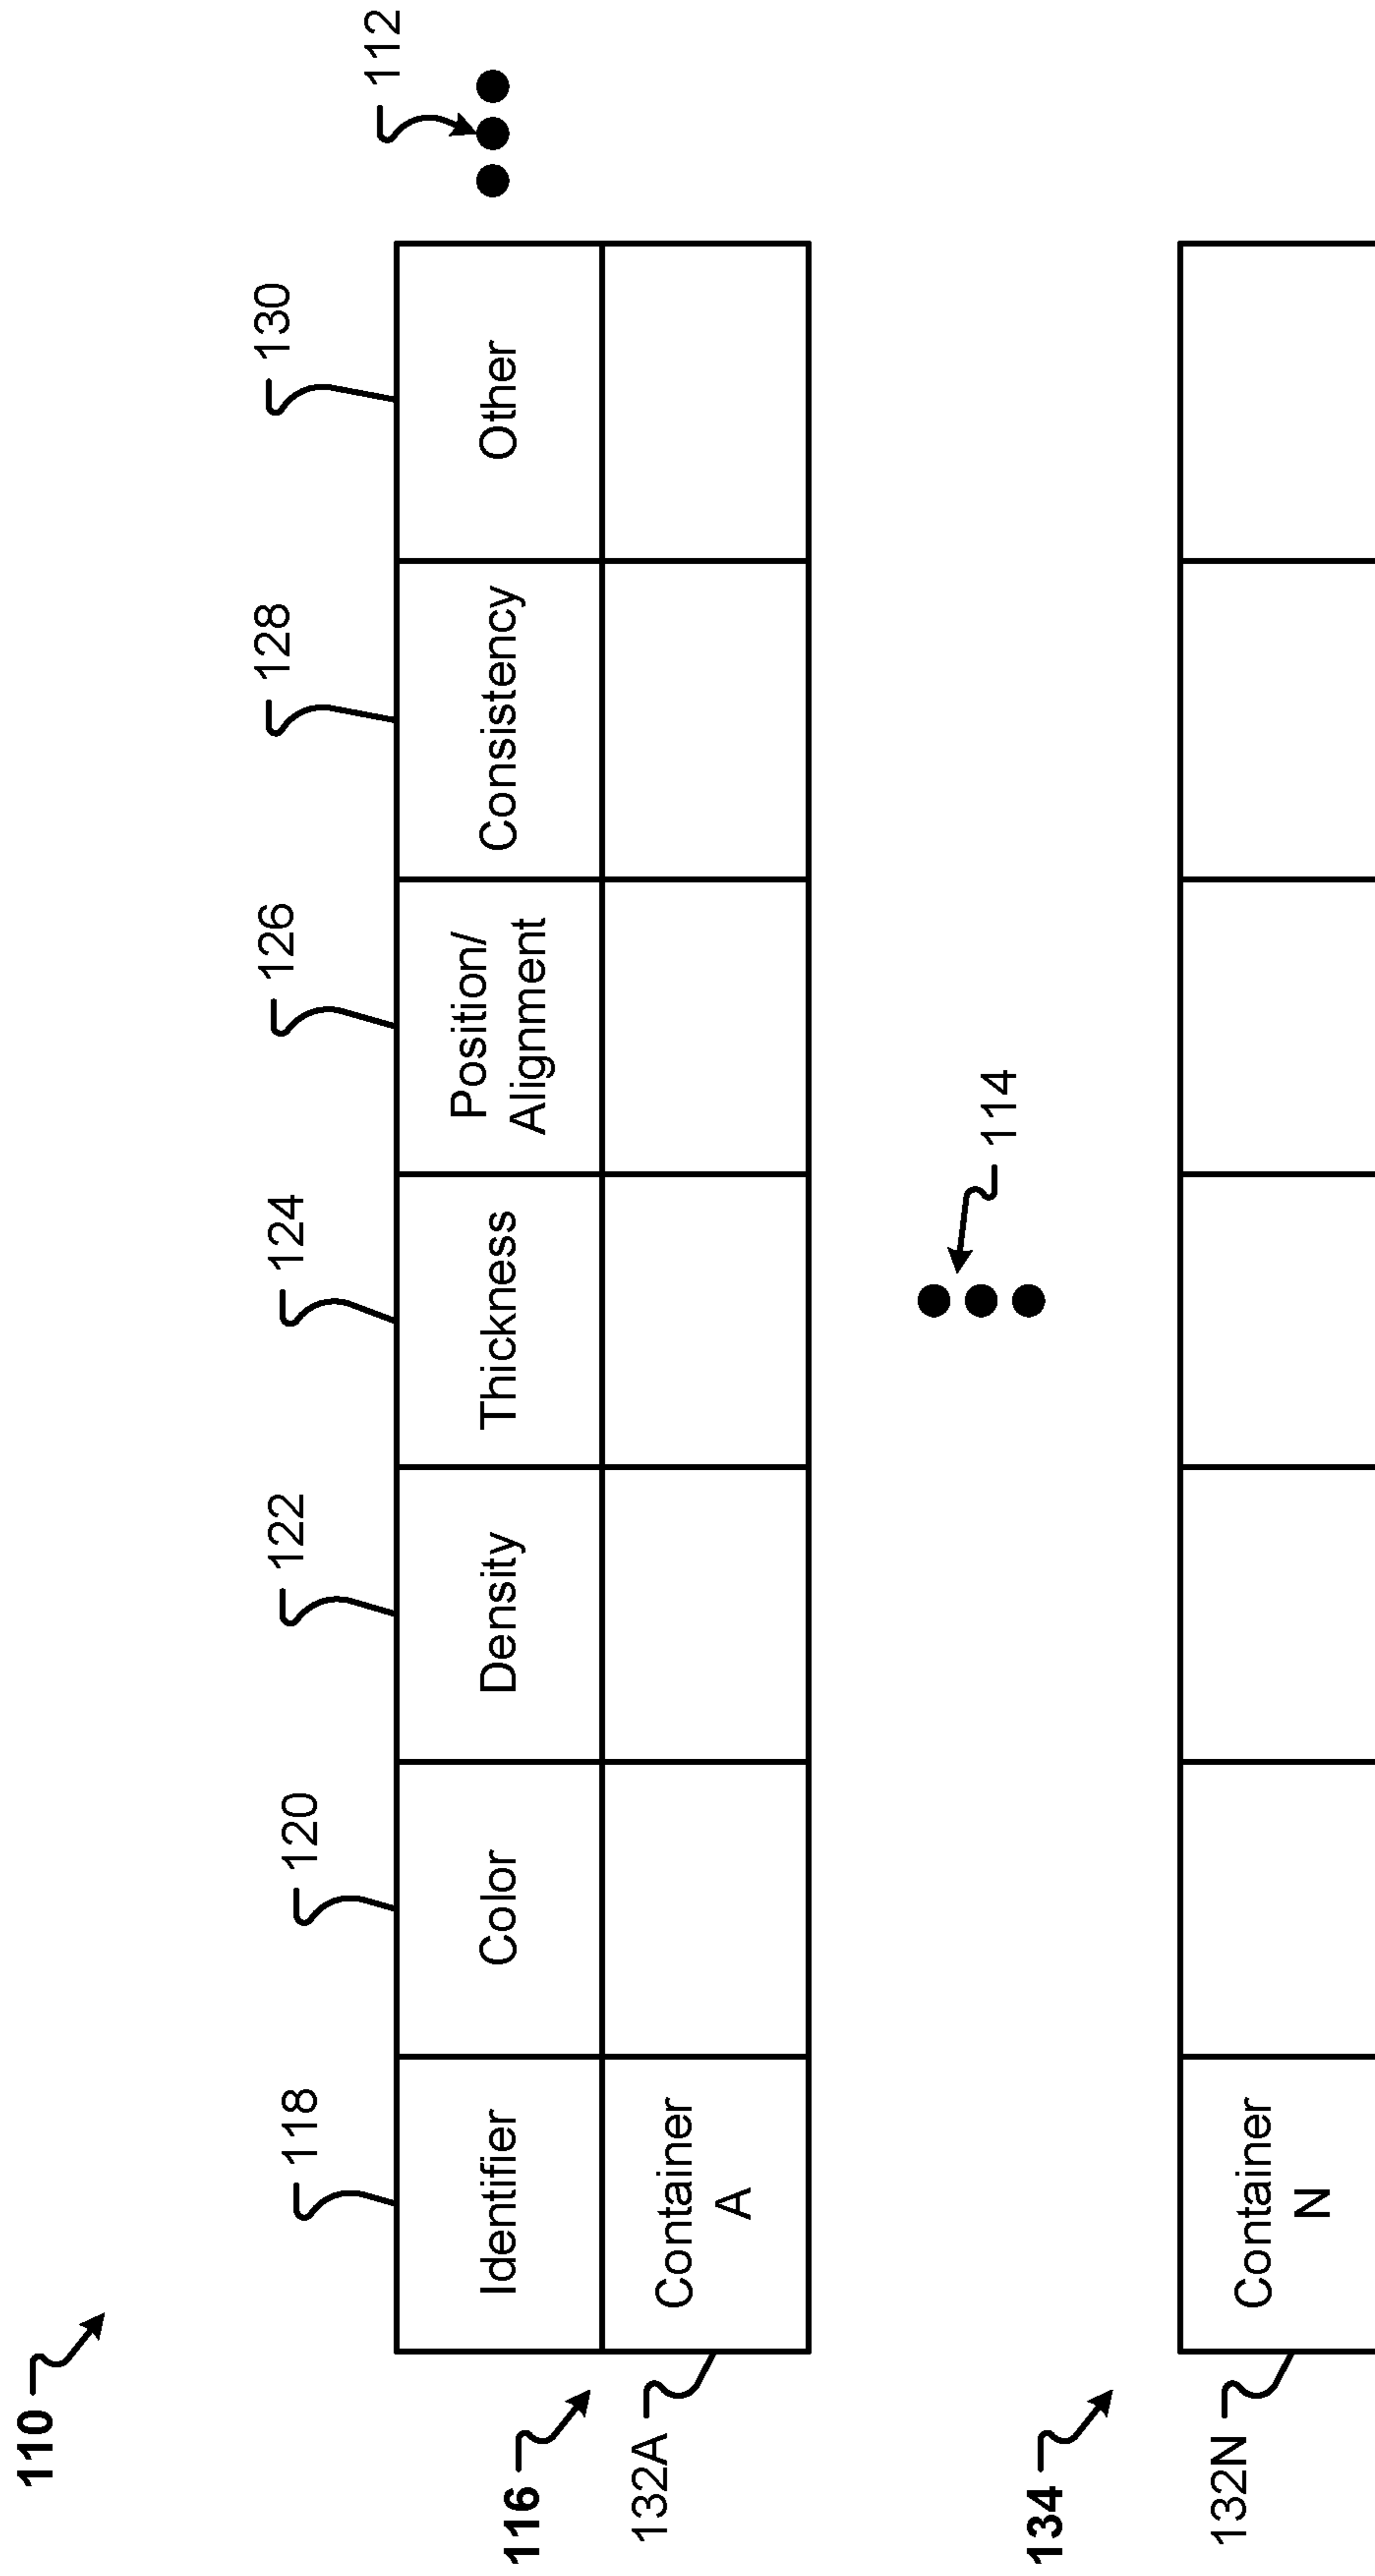 110
112
118
120
122
124
126
128
130
116
Identifier
Color
Density
Thickness
Position/
Alignment
Consistency
Other
132A
Container
A
114
134
132N
Container
N